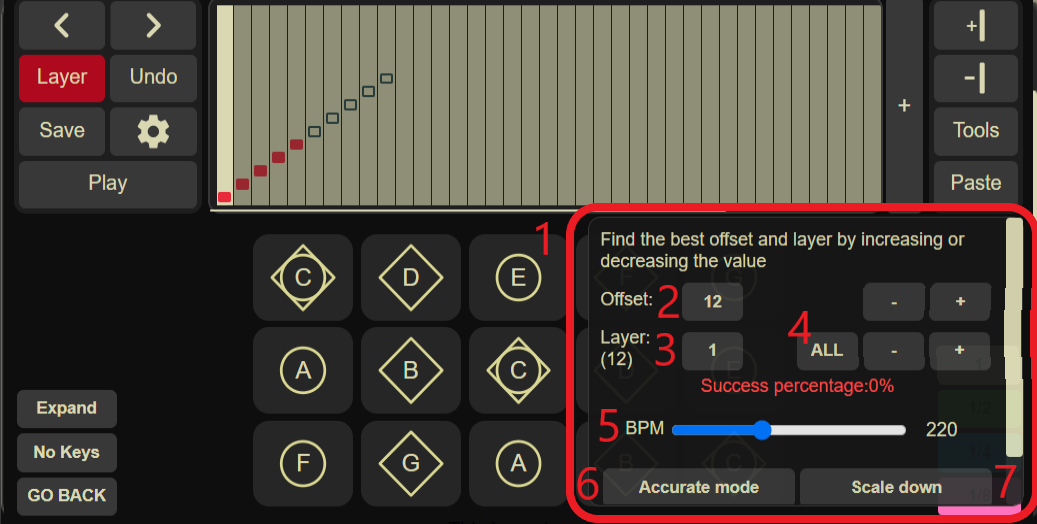 Layer
Undo
Save
Play
+
+
-
Tools
Paste
1
C
D
E
A
B
C
F
G
A
Expand
No Keys
GO BACK
Find the best offset and layer by increasing or
decreasing the value
Offset: 2 12 - +
Layer: 3 1 4 ALL - +
(12)
Success percentage:0%
5 BPM 220
6 Accurate mode Scale down 7